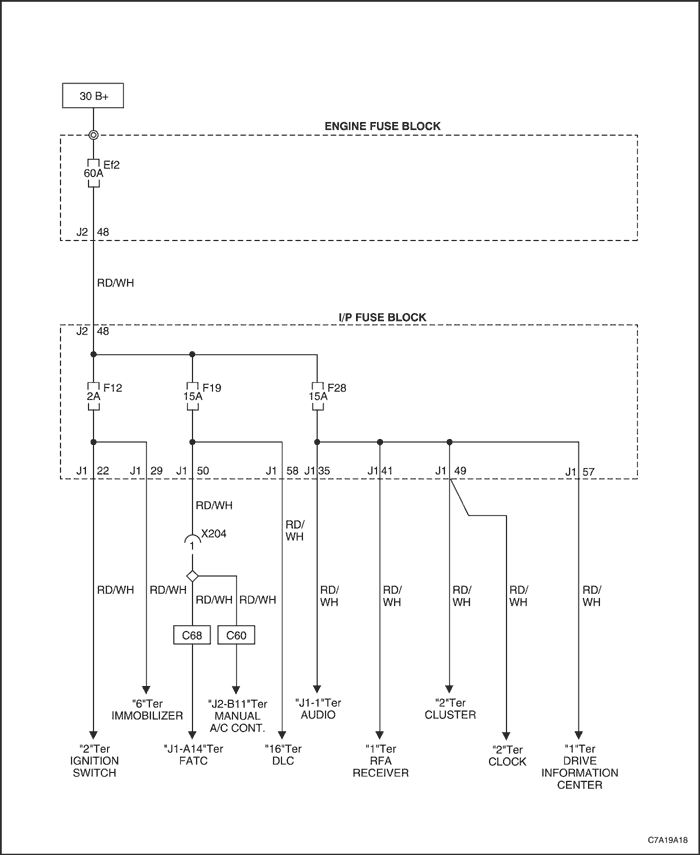 30 B+
ENGINE FUSE BLOCK
Ef2
60A
J2 48
RD/WH
I/P FUSE BLOCK
J2 48
F12 F19 F28
2A 15A 15A
J1 22 J1 29 J1 50 J1 58 J1 35 J1 41 J1 49 J1 57
RD/WH
RD/
WH
X204
1
RD/WH RD/WH RD/WH RD/WH RD/ RD/ RD/ RD/ RD/
WH WH WH WH WH
C68 C60
"6"Ter
IMMOBILIZER
"J2-B11"Ter
MANUAL
A/C CONT.
"J1-1"Ter
AUDIO
"2"Ter
CLUSTER
"2"Ter
IGNITION
SWITCH
"J1-A14"Ter
FATC
"16"Ter
DLC
"1"Ter
RFA
RECEIVER
"2"Ter
CLOCK
"1"Ter
DRIVE
INFORMATION
CENTER
C7A19A18